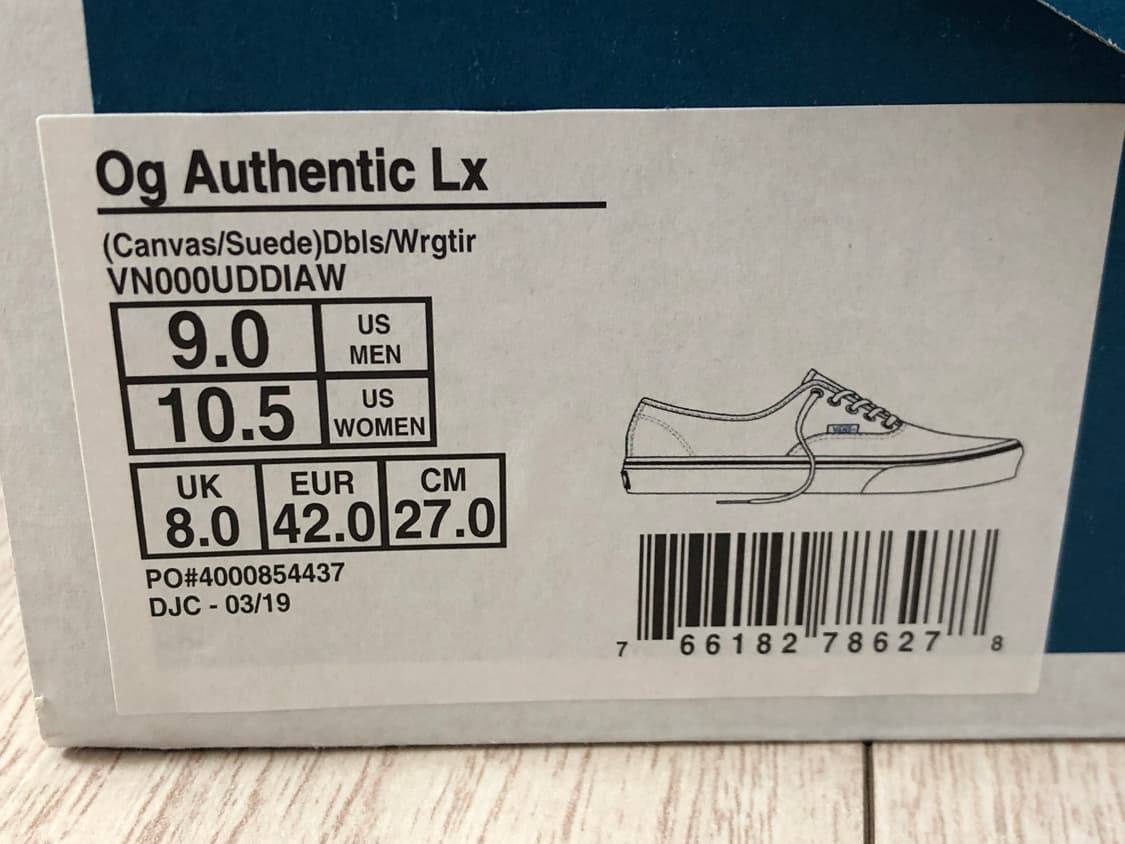 Og Authentic Lx
(Canvas/Suede)Dbls/Wrgtir
VN000UDDIAW
9.0 US MEN
10.5 US WOMEN
UK EUR CM
8.0 42.0 27.0
PO#4000854437
DJC - 03/19
VANS
7 66182 78627 8